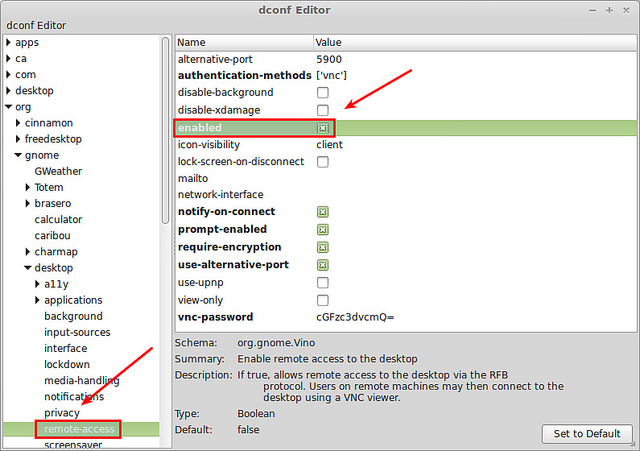 dconf Editor
dconf Editor
apps
ca
com
desktop
org
cinnamon
freedesktop
gnome
GWeather
Totem
brasero
calculator
caribou
charmap
desktop
a11y
applications
background
input-sources
interface
lockdown
media-handling
notifications
privacy
remote-access
screensaver
Name Value
alternative-port 5900
authentication-methods ['vnc']
disable-background
disable-xdamage
enabled
icon-visibility client
lock-screen-on-disconnect
mailto
network-interface
notify-on-connect
prompt-enabled
require-encryption
use-alternative-port
use-upnp
view-only
vnc-password cGFzc3dvcmQ=
Schema: org.gnome.Vino
Summary: Enable remote access to the desktop
Description: If true, allows remote access to the desktop via the RFB
protocol. Users on remote machines may then connect to the
desktop using a VNC viewer.
Type: Boolean
Default: false
Set to Default